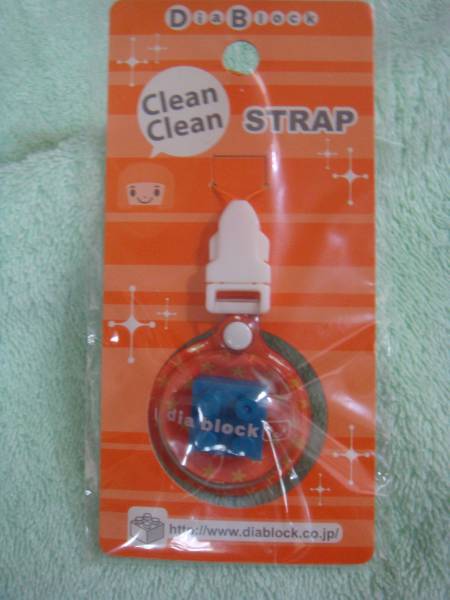 DiaBlock
Clean
Clean
STRAP
dia block
http://www.diablock.co.jp/